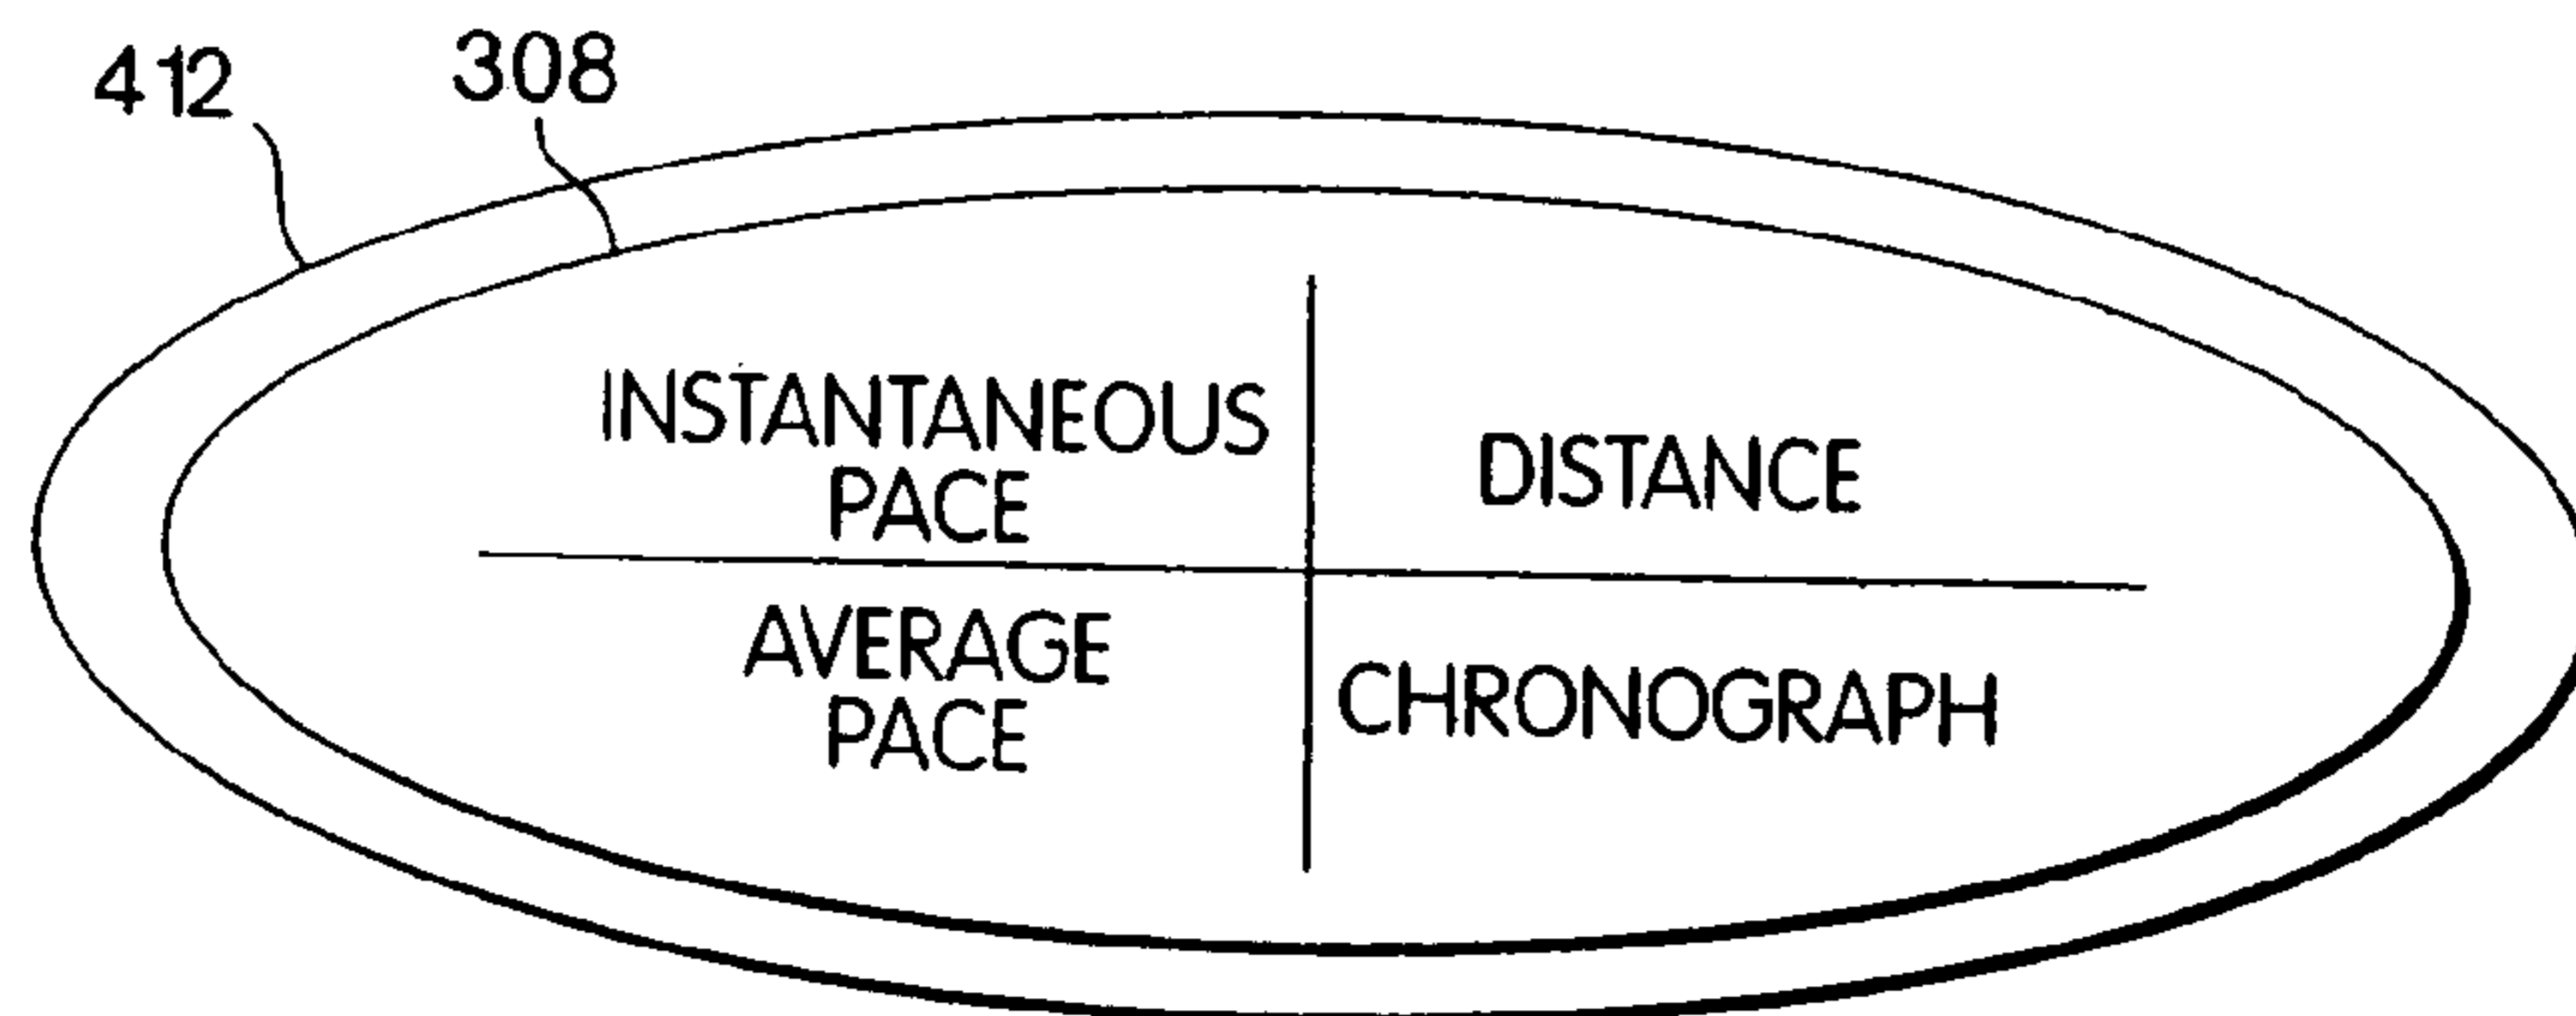 412
308
INSTANTANEOUS
PACE
DISTANCE
AVERAGE
PACE
CHRONOGRAPH